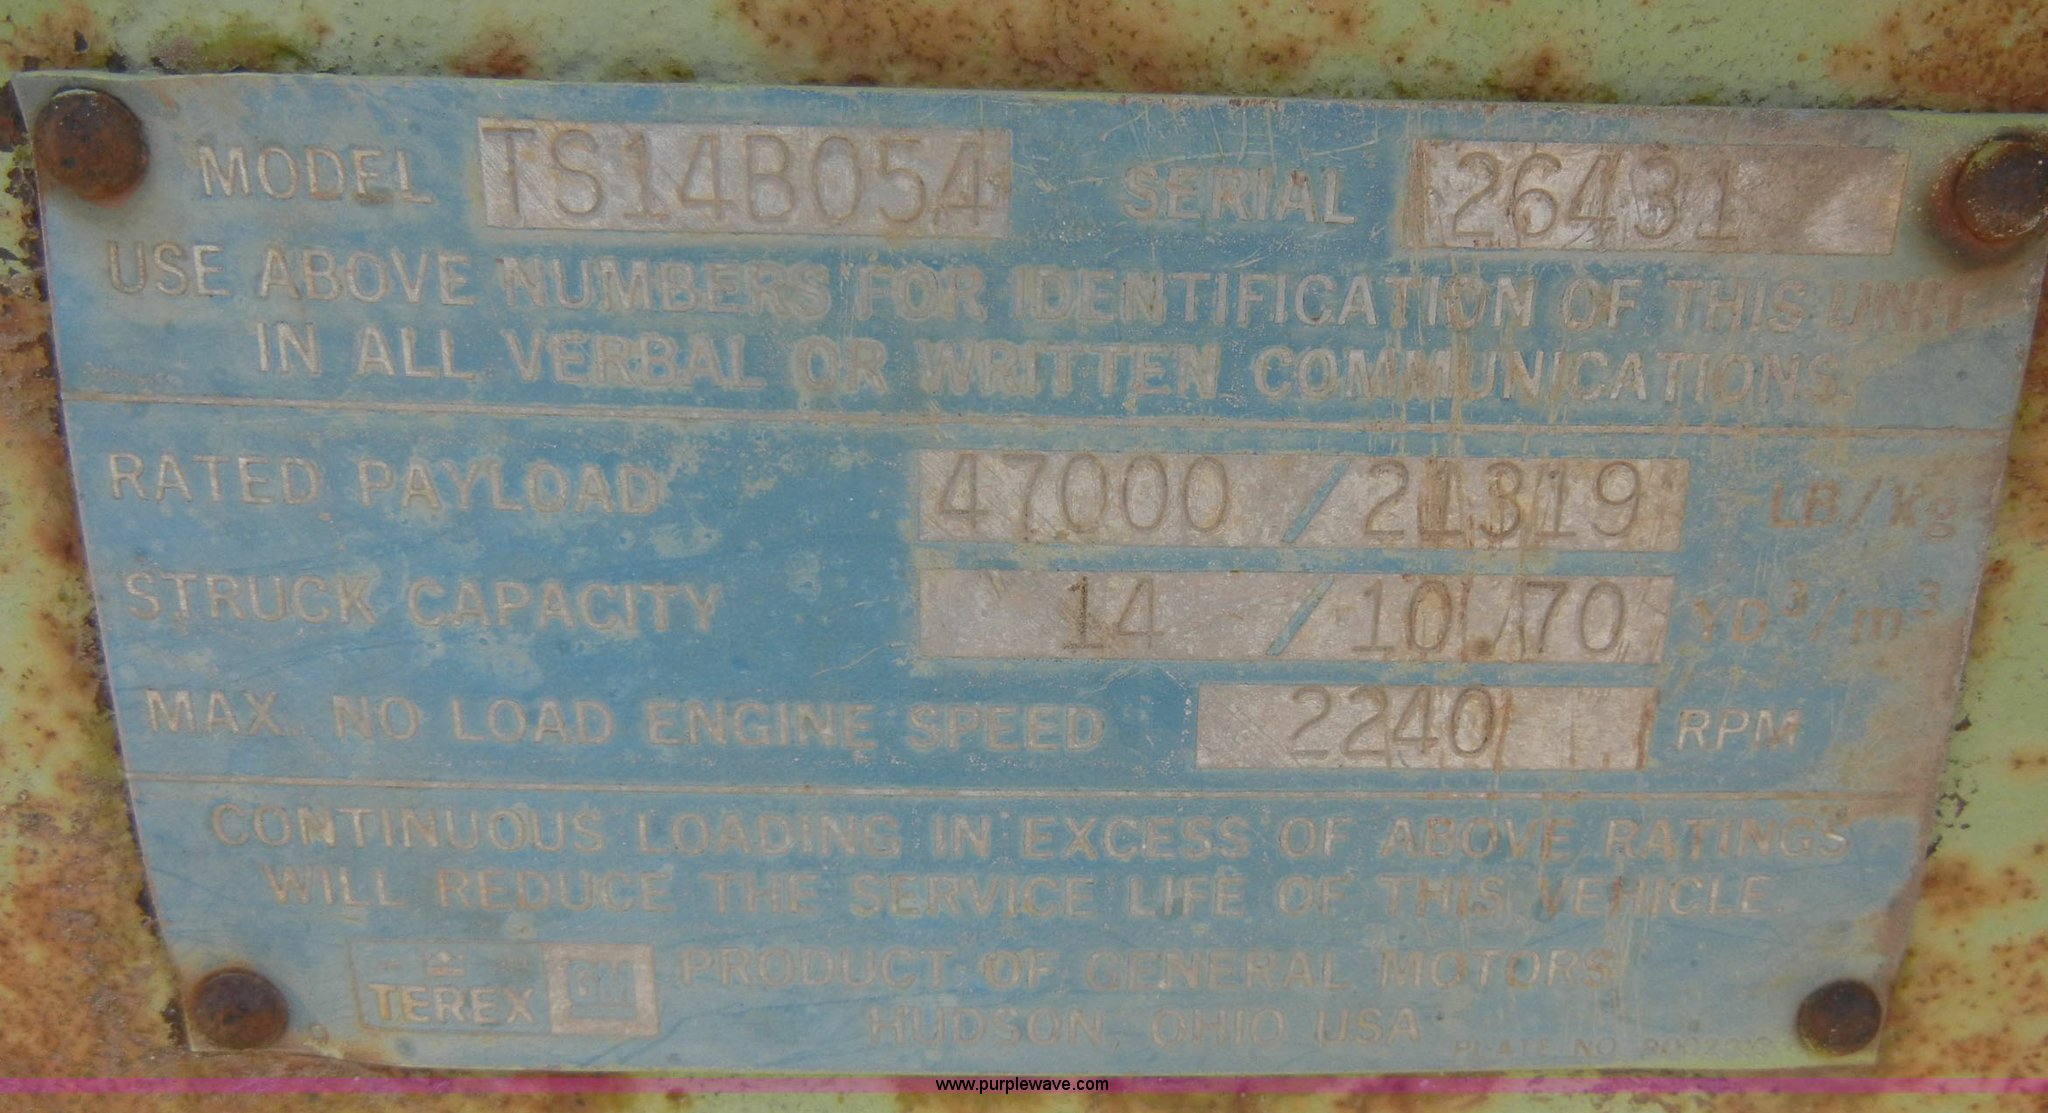 MODEL TS14B054 SERIAL 26431
USE ABOVE NUMBERS FOR IDENTIFICATION OF THIS UNIT
IN ALL VERBAL OR WRITTEN COMMUNICATIONS.
RATED PAYLOAD 47000 / 21319 LB/Kg
STRUCK CAPACITY 14 / 10.70 YD³/m³
MAX. NO LOAD ENGINE SPEED 2240 RPM
CONTINUOUS LOADING IN EXCESS OF ABOVE RATINGS
WILL REDUCE THE SERVICE LIFE OF THIS VEHICLE.
TEREX GM PRODUCT OF GENERAL MOTORS
HUDSON, OHIO USA
PLATE NO
www.purplewave.com